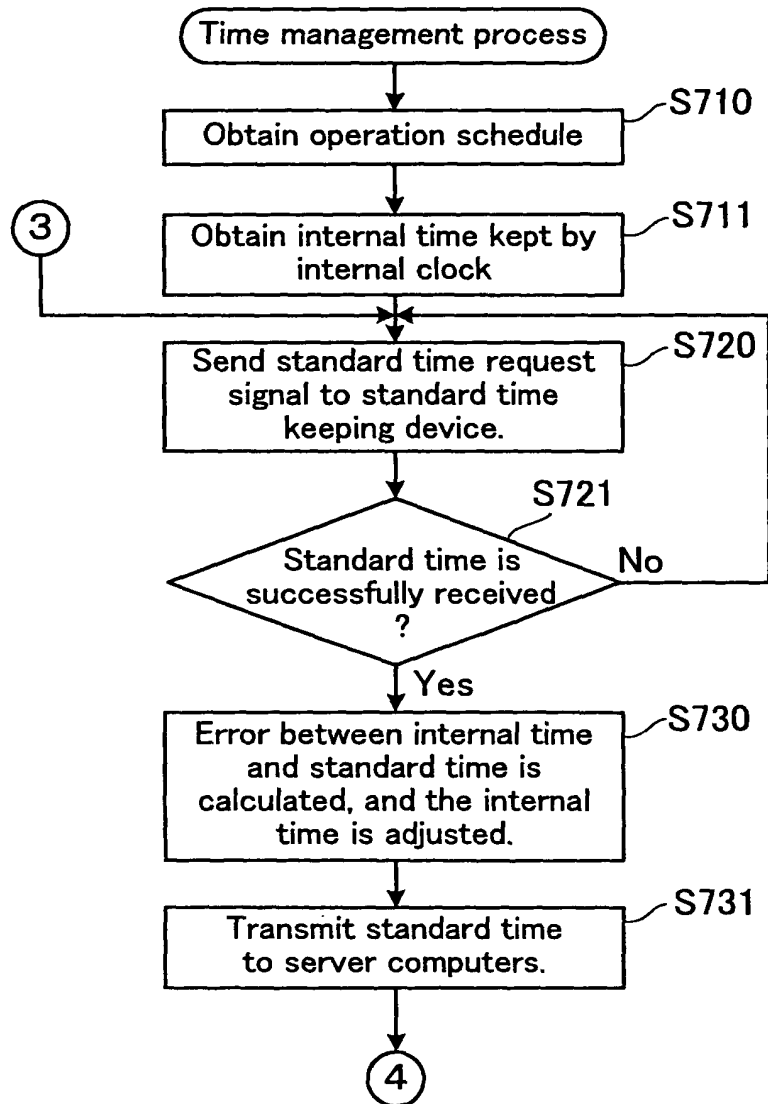 Time management process
S710
Obtain operation schedule
3
S711
Obtain internal time kept by
internal clock
S720
Send standard time request
signal to standard time
keeping device.
S721
Standard time is
successfully received
?
No
Yes
S730
Error between internal time
and standard time is
calculated, and the internal
time is adjusted.
S731
Transmit standard time
to server computers.
4